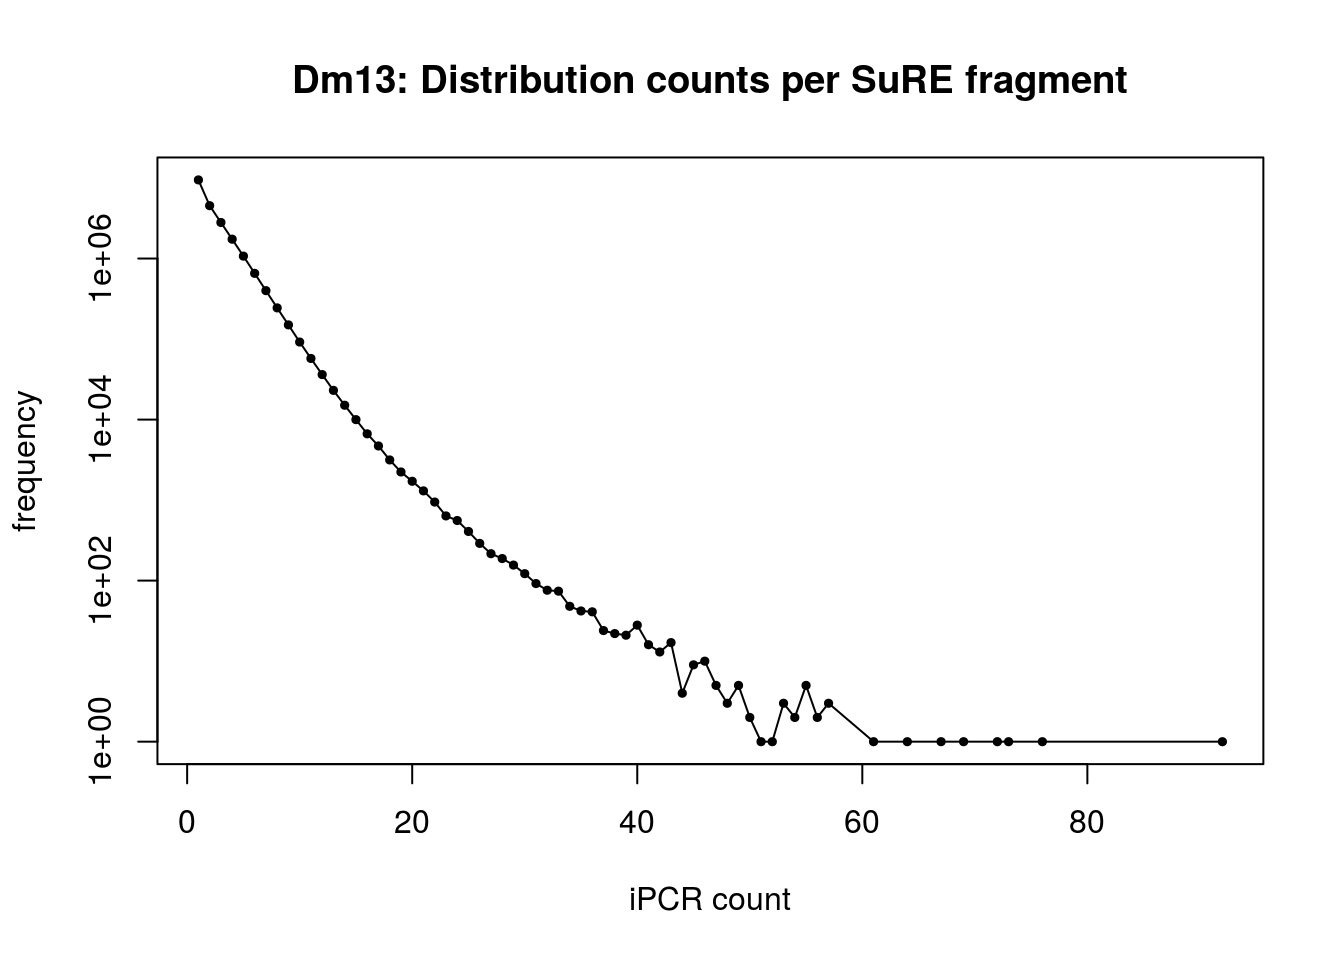 Dm13: Distribution counts per SuRE fragment
frequency
1e+06
1e+04
1e+02
1e+00
0 20 40 60 80
iPCR count